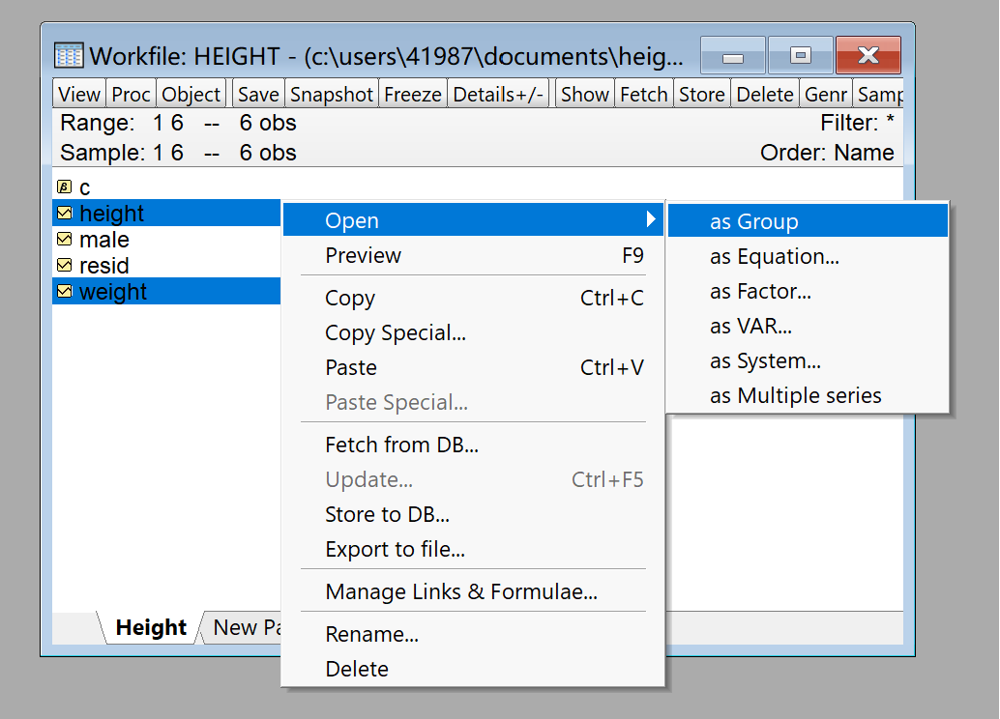 Workfile: HEIGHT - (c:\users\41987\documents\heig...
View Proc Object Save Snapshot Freeze Details+/- Show Fetch Store Delete Genr Samp
Range: 1 6 -- 6 obs Filter: *
Sample: 1 6 -- 6 obs Order: Name
β c
height
male
resid
weight
Open
Preview F9
Copy Ctrl+C
Copy Special...
Paste Ctrl+V
Paste Special...
Fetch from DB...
Update... Ctrl+F5
Store to DB...
Export to file...
Manage Links & Formulae...
Rename...
Delete
as Group
as Equation...
as Factor...
as VAR...
as System...
as Multiple series
Height New Pa